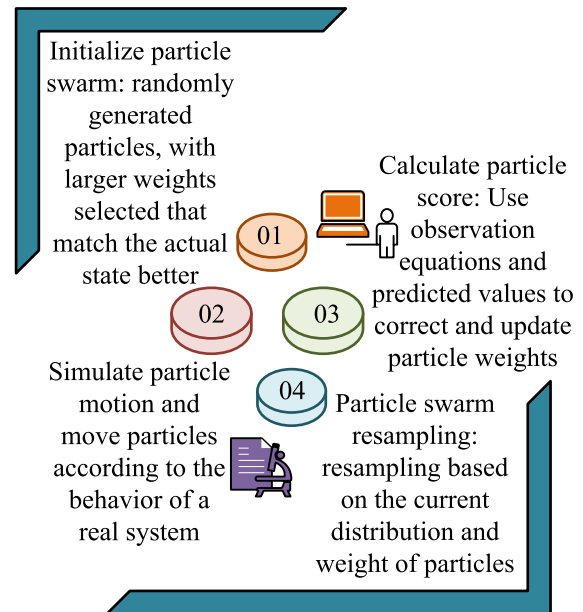 Initialize particle
swarm: randomly
generated
particles, with
larger weights
selected that
match the actual
state better
01
02
Simulate particle
motion and
move particles
according to the
behavior of a
real system
Calculate particle
score: Use
observation
equations and
predicted values to
correct and update
particle weights
03
04
Particle swarm
resampling:
resampling based
on the current
distribution and
weight of particles